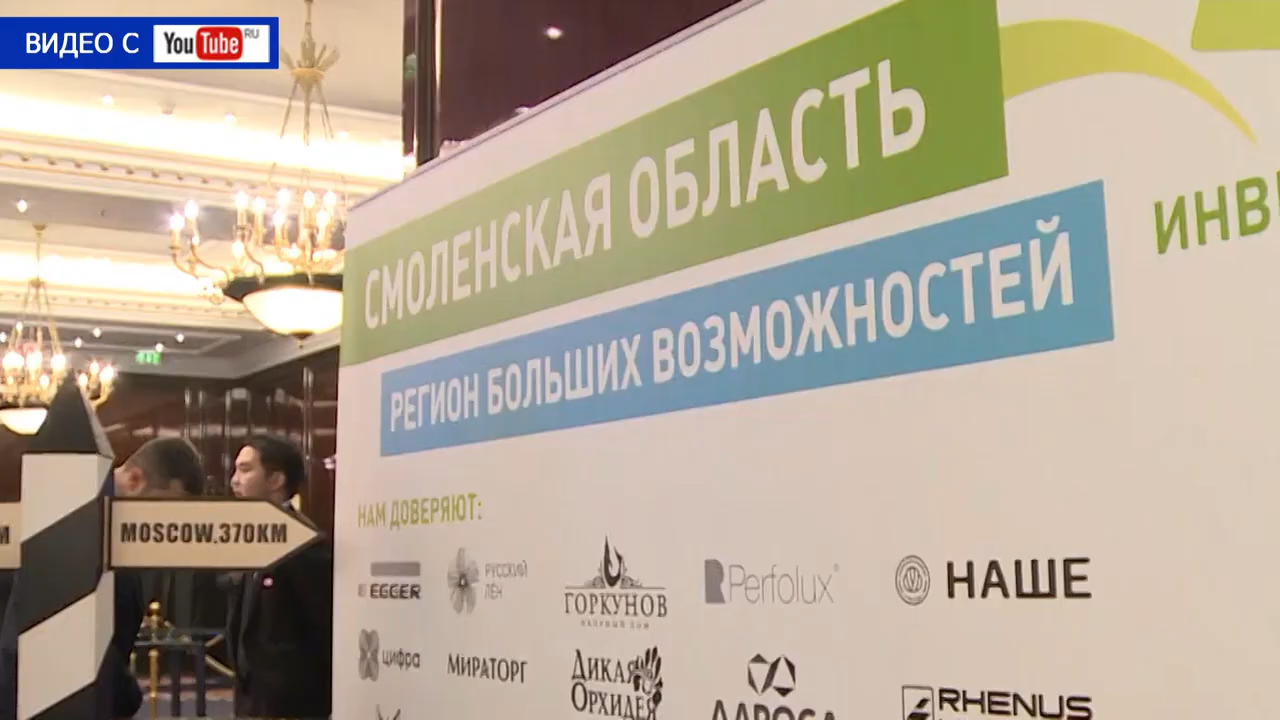 ВИДЕО С YouTube RU
СМОЛЕНСКАЯ ОБЛАСТЬ
РЕГИОН БОЛЬШИХ ВОЗМОЖНОСТЕЙ
ИНВ
НАМ ДОВЕРЯЮТ:
MOSCOW.370KM
EGGER
РУССКИЙ
ЛЁН
ГОРКУНОВ
Perfolux
НАШЕ
цифра
МИРАТОРГ
ДИКАЯ
ОРХИДЕЯ
RHENUS